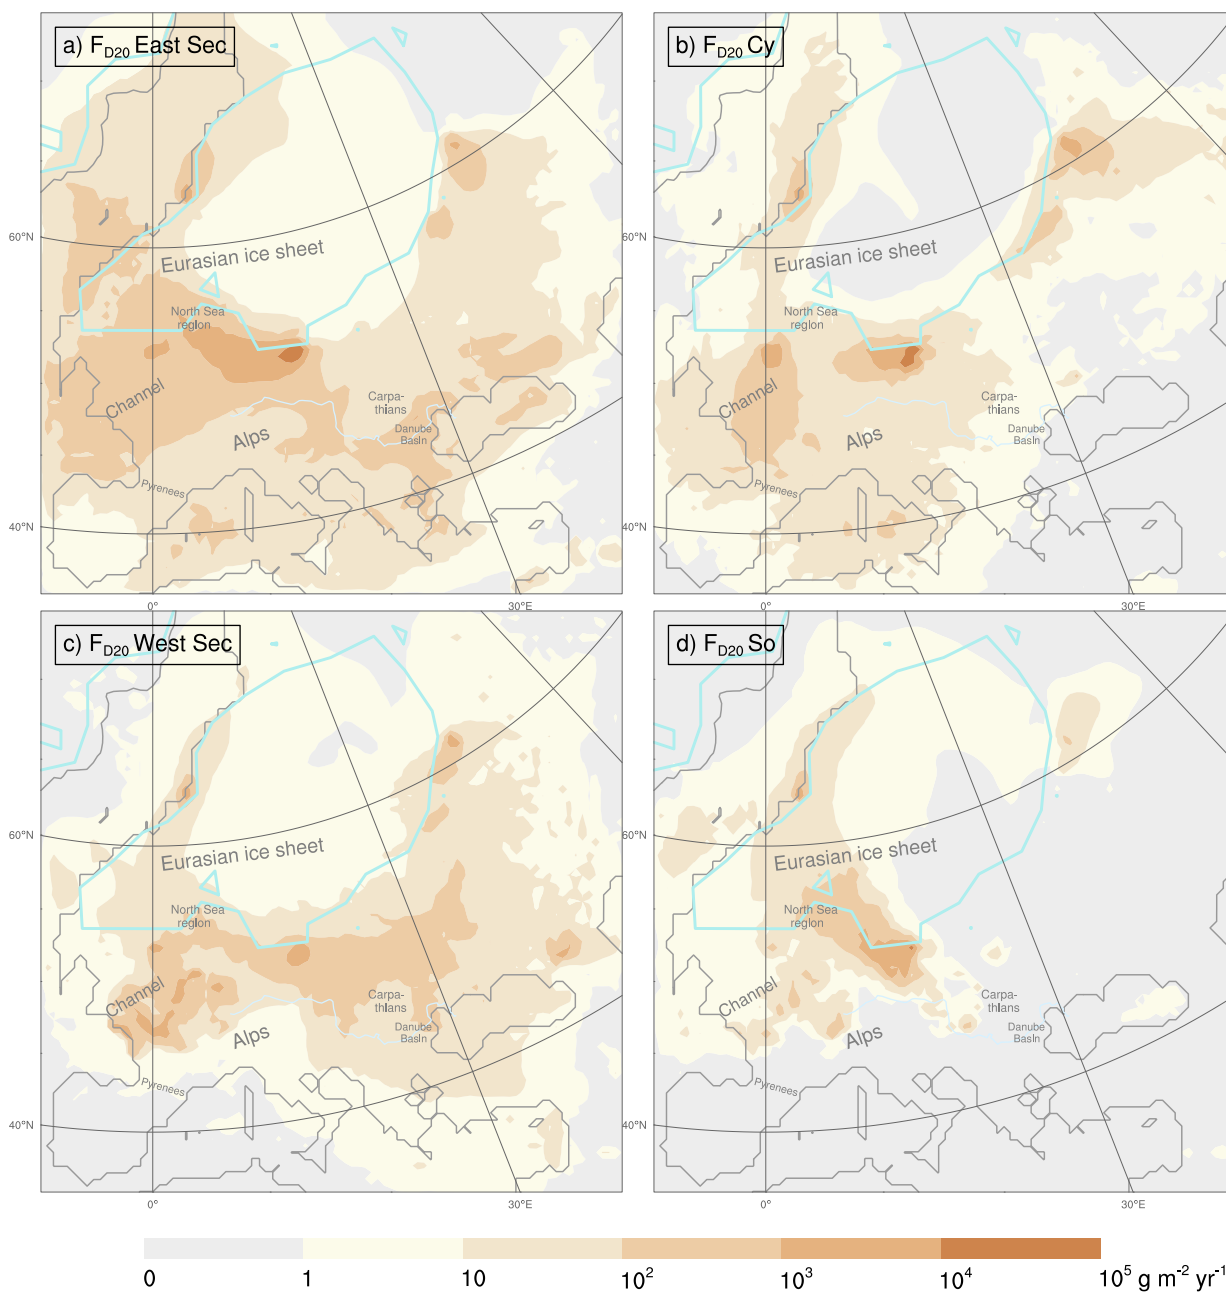 a) F_D20 East Sec
b) F_D20 Cy
60°N
Eurasian ice sheet
North Sea
region
Channel
Carpa-
thians
Alps
Danube
Basin
Pyrenees
40°N
0°
30°E
60°N
Eurasian ice sheet
North Sea
region
Channel
Carpa-
thians
Alps
Danube
Basin
Pyrenees
40°N
0°
30°E
c) F_D20 West Sec
d) F_D20 So
60°N
Eurasian ice sheet
North Sea
region
Channel
Carpa-
thians
Alps
Danube
Basin
Pyrenees
40°N
0°
30°E
60°N
Eurasian ice sheet
North Sea
region
Channel
Carpa-
thians
Alps
Danube
Basin
Pyrenees
40°N
0°
30°E
0 1 10 10² 10³ 10⁴ 10⁵ g m⁻² yr⁻¹